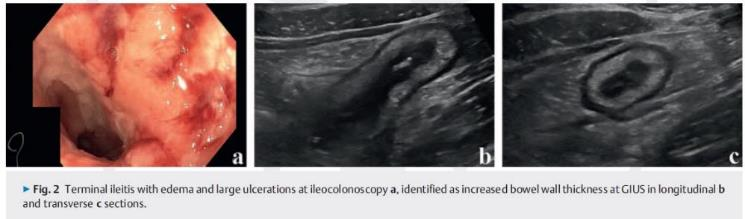 a
b
c
▶ Fig. 2 Terminal ileitis with edema and large ulcerations at ileocolonoscopy a, identified as increased bowel wall thickness at GIUS in longitudinal b
and transverse c sections.